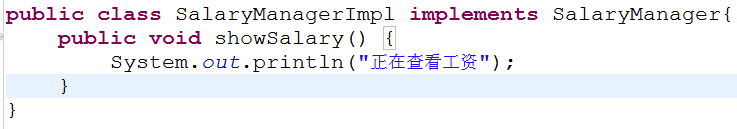 public class SalaryManagerImpl implements SalaryManager{
    public void showSalary() {
        System.out.println("正在查看工资");
    }
}